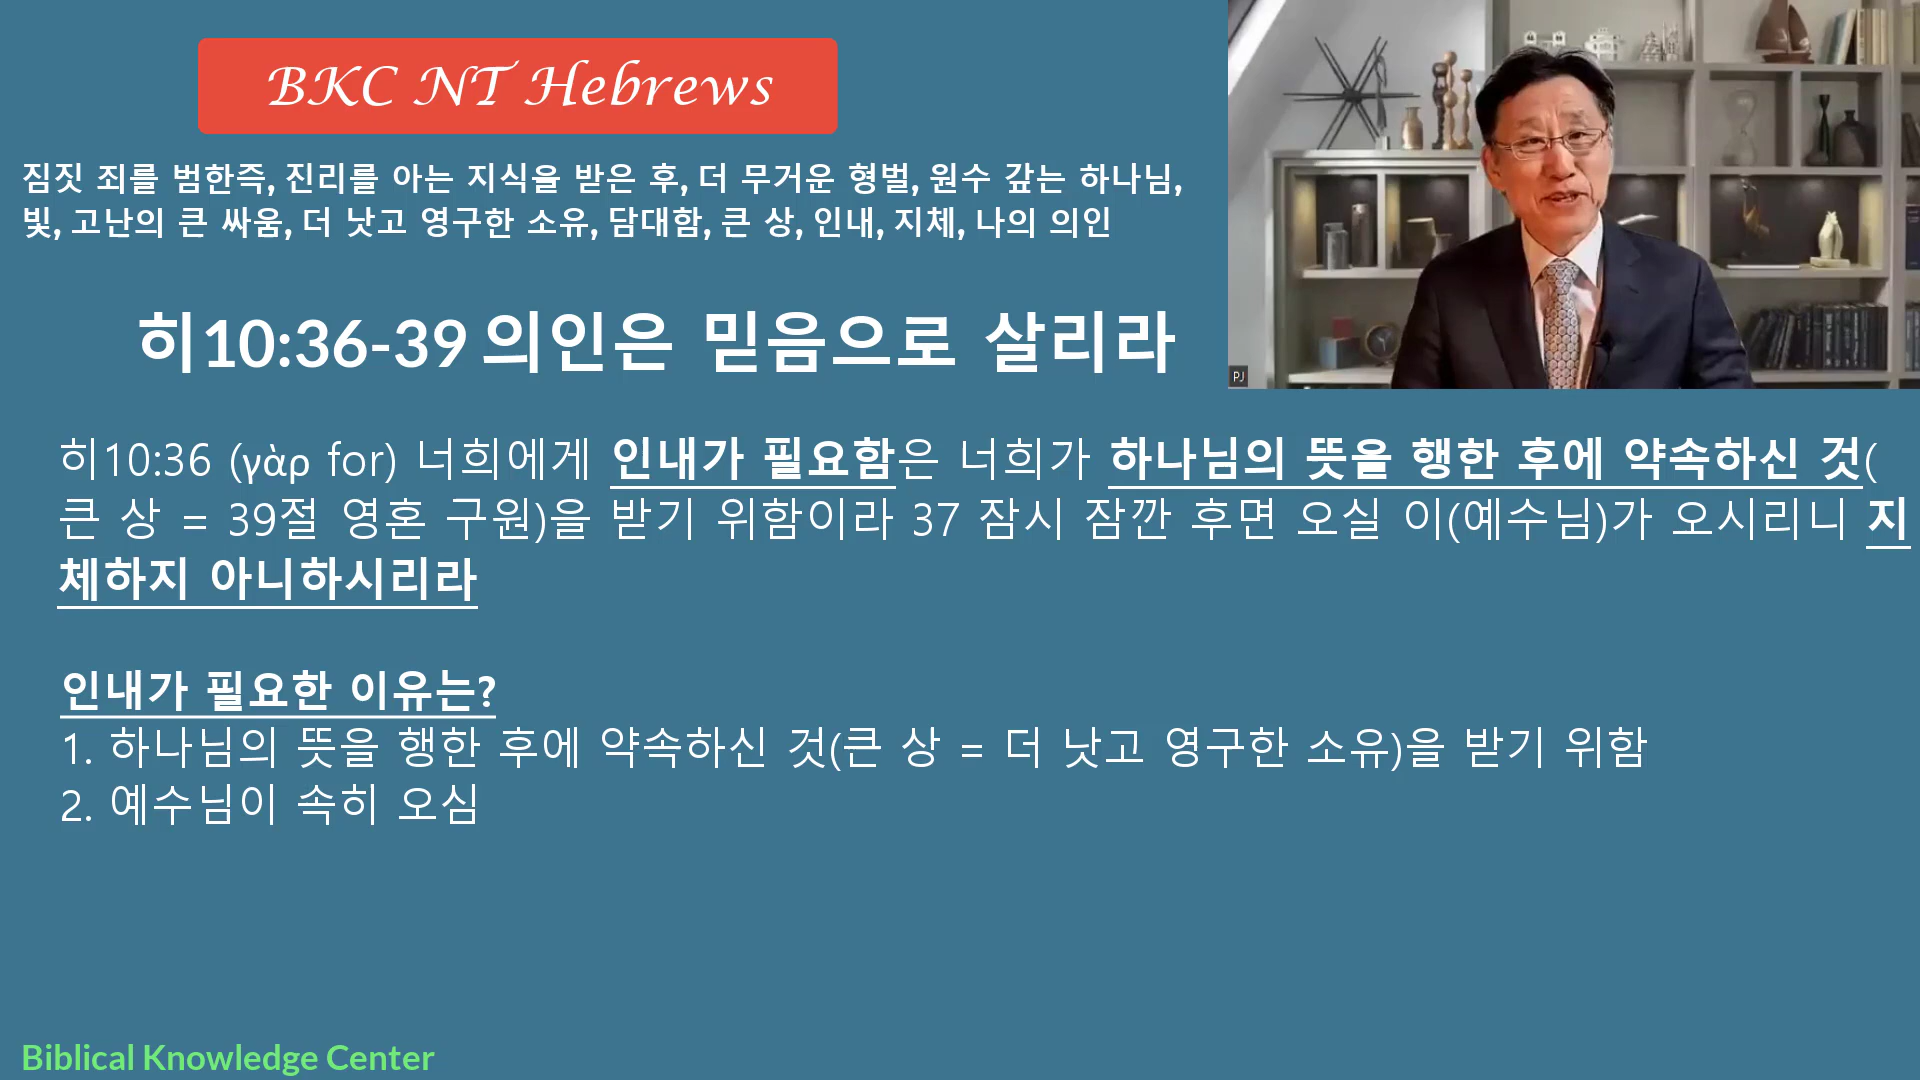 BKC NT Hebrews
짐짓 죄를 범한즉, 진리를 아는 지식을 받은 후, 더 무거운 형벌, 원수 갚는 하나님,
빛, 고난의 큰 싸움, 더 낫고 영구한 소유, 담대함, 큰 상, 인내, 지체, 나의 의인
히10:36-39 의인은 믿음으로 살리라
히10:36 (γὰρ for) 너희에게 인내가 필요함은 너희가 하나님의 뜻을 행한 후에 약속하신 것(
큰 상 = 39절 영혼 구원)을 받기 위함이라 37 잠시 잠깐 후면 오실 이(예수님)가 오시리니 지
체하지 아니하시리라
인내가 필요한 이유는?
1. 하나님의 뜻을 행한 후에 약속하신 것(큰 상 = 더 낫고 영구한 소유)을 받기 위함
2. 예수님이 속히 오심
PJ
Biblical Knowledge Center